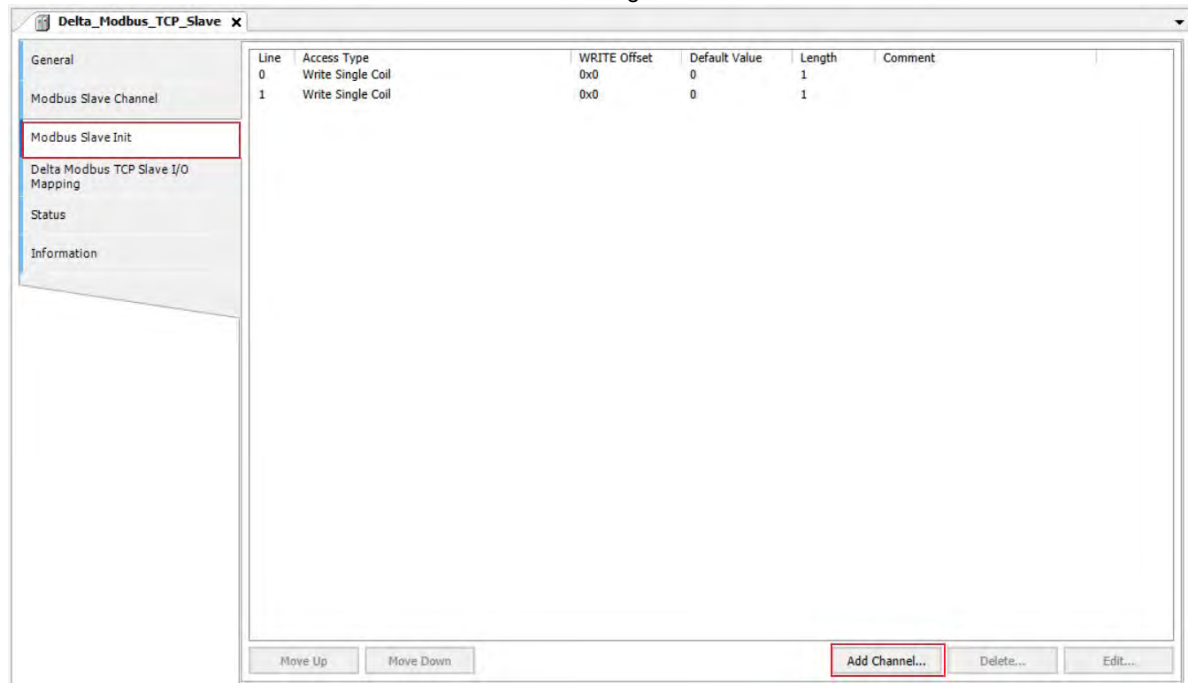 Delta_Modbus_TCP_Slave X
General
Modbus Slave Channel
Modbus Slave Init
Delta Modbus TCP Slave I/O
Mapping
Status
Information
Line Access Type WRITE Offset Default Value Length Comment
0 Write Single Coil 0x0 0 1
1 Write Single Coil 0x0 0 1
Move Up Move Down Add Channel... Delete... Edit...